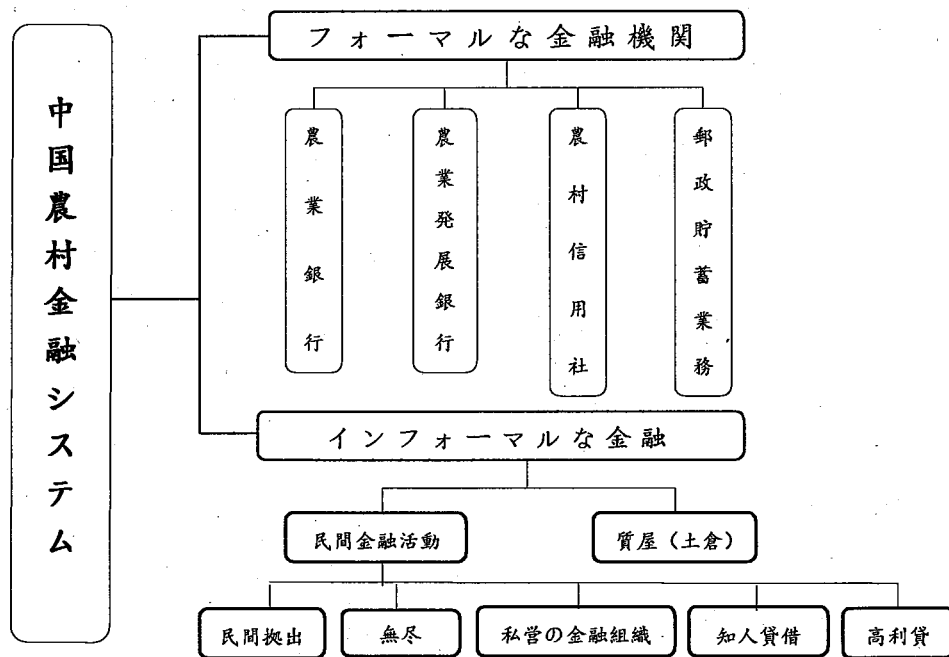 中国農村金融システム
フォーマルな金融機関
農業銀行
農業発展銀行
農村信用社
郵政貯蓄業務
インフォーマルな金融
民間金融活動
質屋（土倉）
民間拠出
無尽
私営の金融組織
知人貸借
高利貸